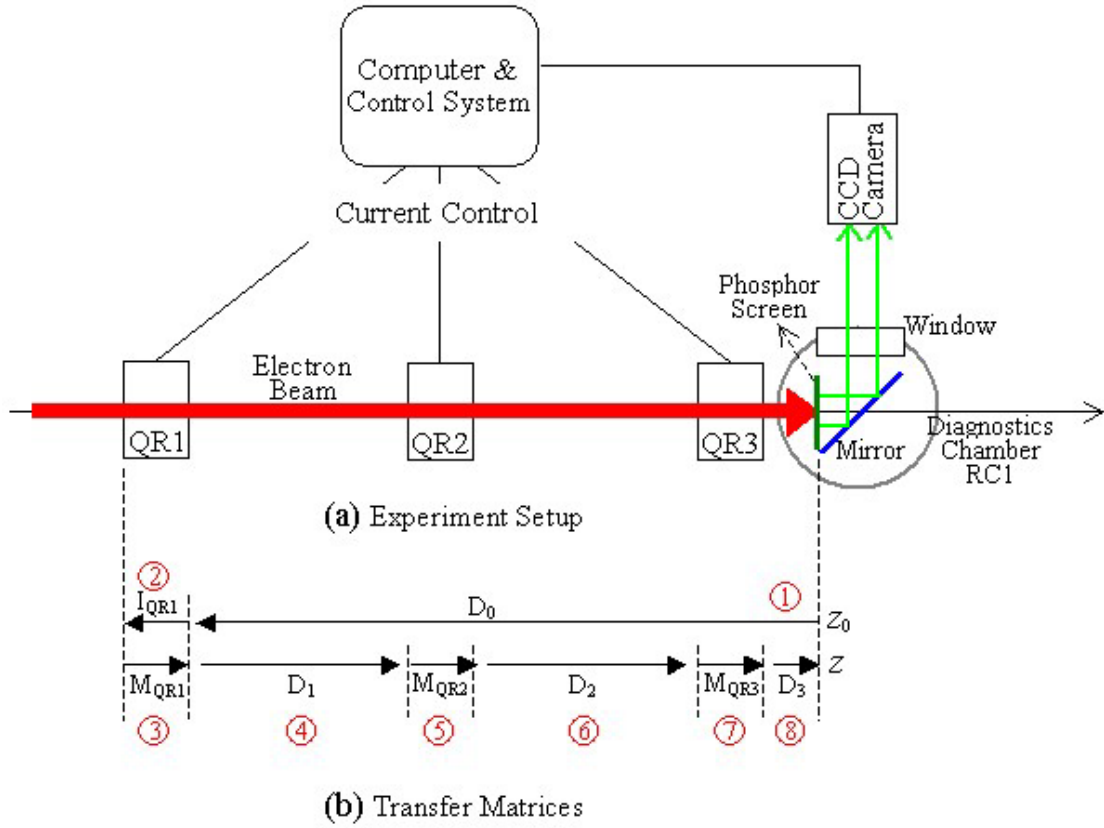 Computer &
Control System
Current Control
CCD
Camera
Phosphor
Screen
Window
Electron
Beam
QR1
QR2
QR3
Mirror
Diagnostics
Chamber
RC1
(a) Experiment Setup
②
①
I_QR1
D₀
z₀
M_QR1
D₁
M_QR2
D₂
M_QR3
D₃
z
③
④
⑤
⑥
⑦
⑧
(b) Transfer Matrices